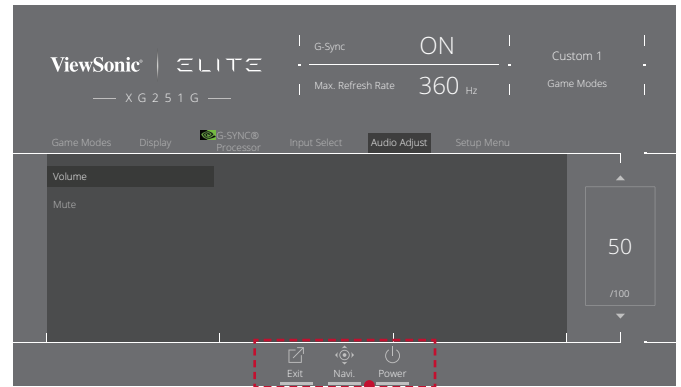 ViewSonic® ELITE
XG251G
G-Sync ON
Max. Refresh Rate 360 Hz
Custom 1
Game Modes
Game Modes Display G-SYNC® Processor Input Select Audio Adjust Setup Menu
Volume
Mute
50
/100
Exit Navi. Power